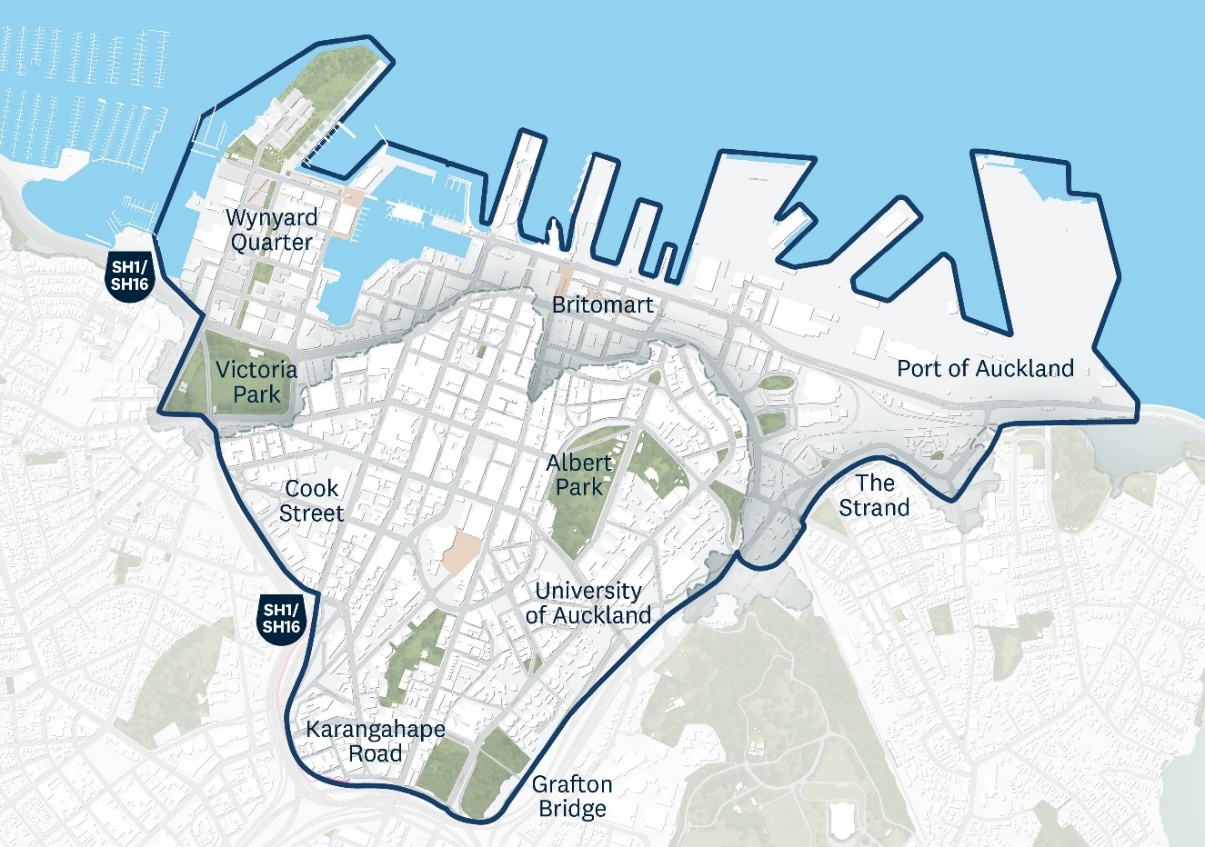 Wynyard
Quarter
SH1/
SH16
Britomart
Victoria
Park
Port of Auckland
Albert
Park
Cook
Street
The
Strand
SH1/
SH16
University
of Auckland
Karangahape
Road
Grafton
Bridge